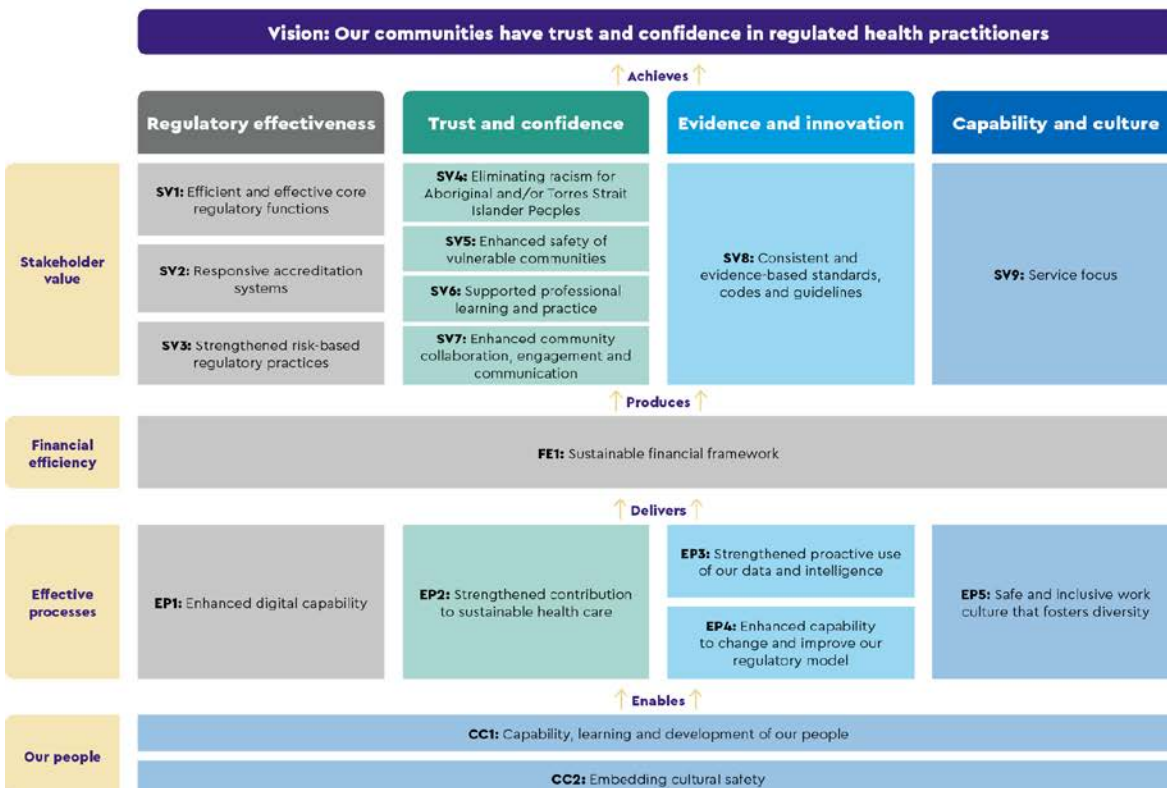 Vision: Our communities have trust and confidence in regulated health practitioners
↑ Achieves ↑
Regulatory effectiveness
Trust and confidence
Evidence and innovation
Capability and culture
Stakeholder
value
SV1: Efficient and effective core
regulatory functions
SV2: Responsive accreditation
systems
SV3: Strengthened risk-based
regulatory practices
SV4: Eliminating racism for
Aboriginal and/or Torres Strait
Islander Peoples
SV5: Enhanced safety of
vulnerable communities
SV6: Supported professional
learning and practice
SV7: Enhanced community
collaboration, engagement and
communication
SV8: Consistent and
evidence-based standards,
codes and guidelines
SV9: Service focus
↑ Produces ↑
Financial
efficiency
FE1: Sustainable financial framework
↑ Delivers ↑
Effective
processes
EP1: Enhanced digital capability
EP2: Strengthened contribution
to sustainable health care
EP3: Strengthened proactive use
of our data and intelligence
EP4: Enhanced capability
to change and improve our
regulatory model
EP5: Safe and inclusive work
culture that fosters diversity
↑ Enables ↑
Our people
CC1: Capability, learning and development of our people
CC2: Embedding cultural safety